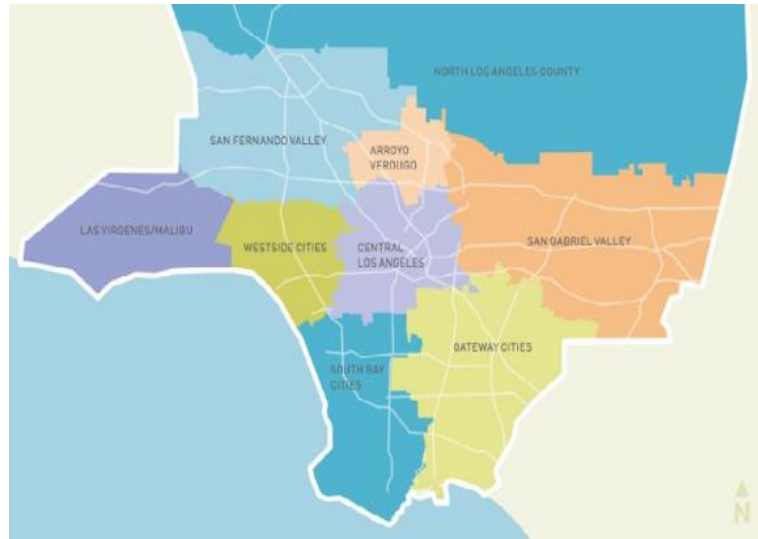 NORTH LOS ANGELES COUNTY
SAN FERNANDO VALLEY
ARROYO
VERDUGO
LAS VIRGENES/MALIBU
WESTSIDE CITIES
CENTRAL
LOS ANGELES
SAN GABRIEL VALLEY
GATEWAY CITIES
SOUTH BAY
CITIES
N